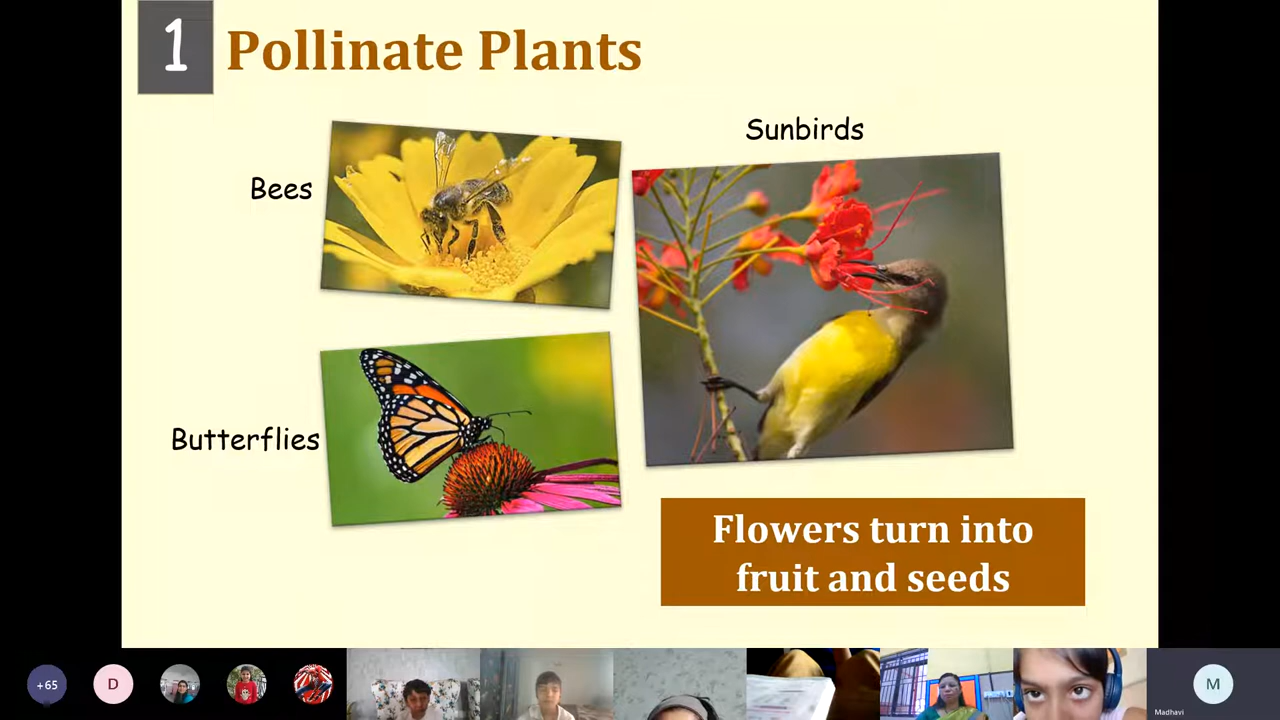 1 Pollinate Plants
Sunbirds
Bees
Butterflies
Flowers turn into
fruit and seeds
+65
D
M
Madhavi